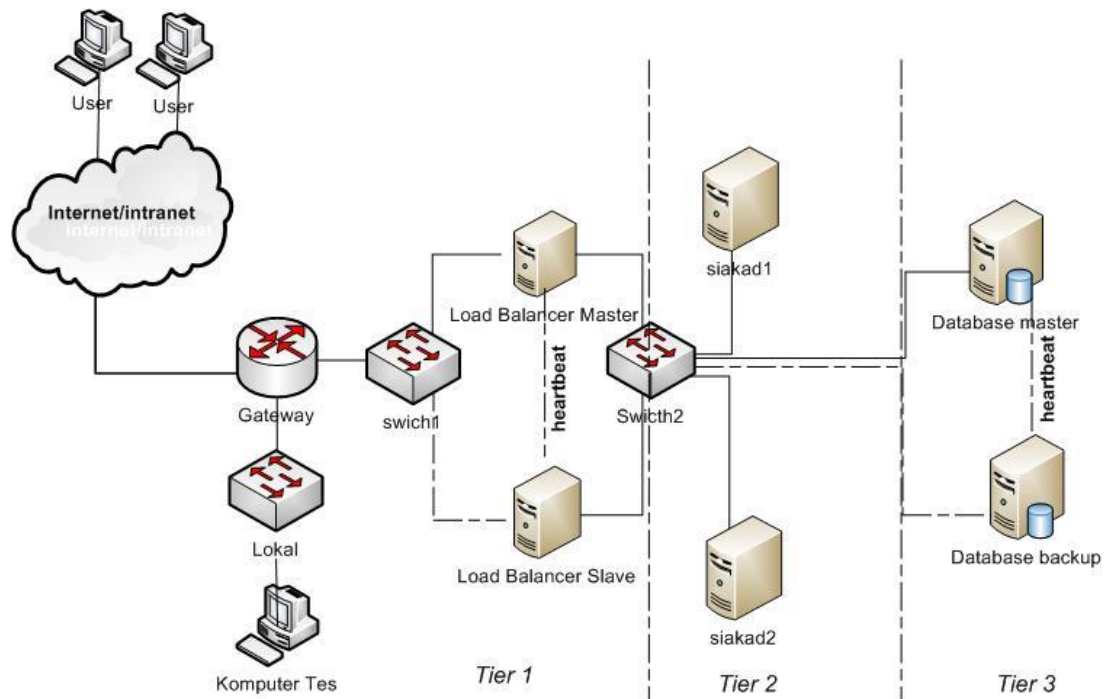 User
User
Internet/intranet
Internet/intranet
siakad1
Load Balancer Master
Database master
heartbeat
heartbeat
Gateway
swich1
Swicth2
Lokal
Load Balancer Slave
Database backup
siakad2
Komputer Tes
Tier 1
Tier 2
Tier 3